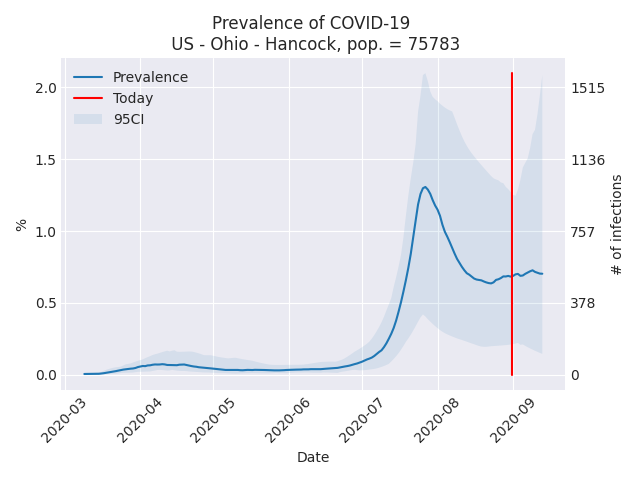 Prevalence of COVID-19
US - Ohio - Hancock, pop. = 75783
Prevalence
Today
95CI
2.0
1.5
1.0
0.5
0.0
%
1515
1136
757
378
0
# of infections
2020-03
2020-04
2020-05
2020-06
2020-07
2020-08
2020-09
Date